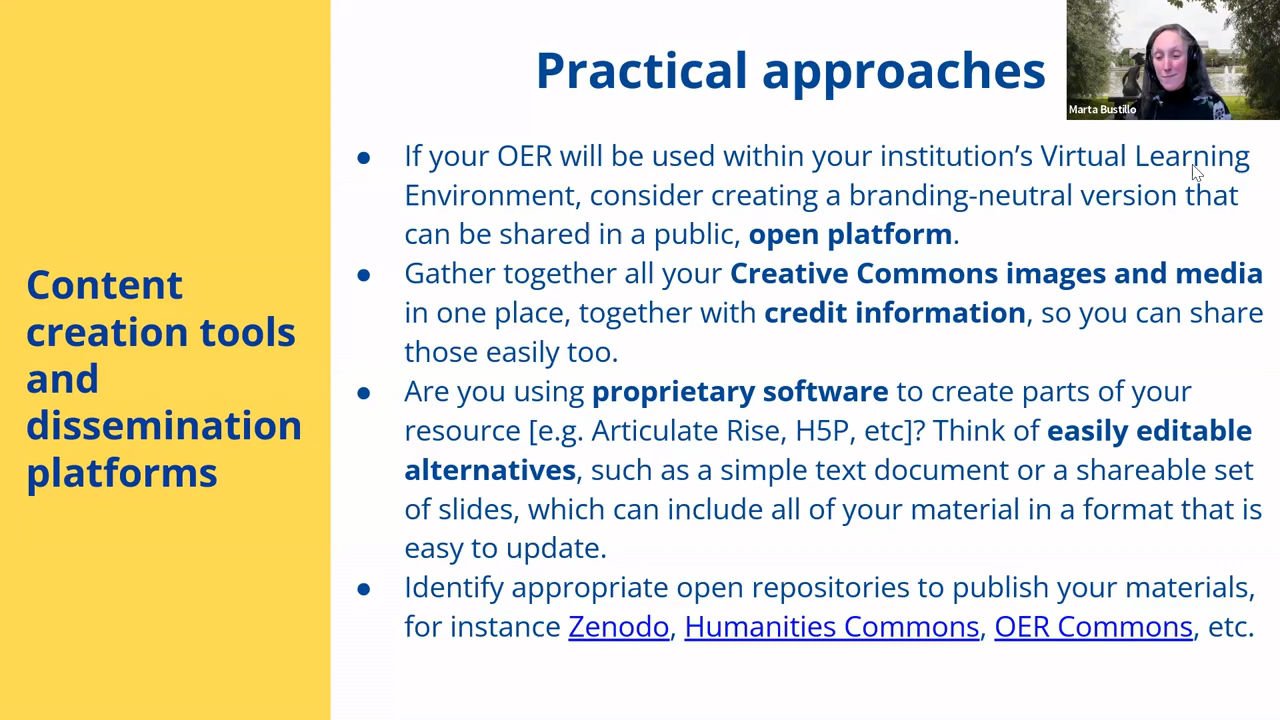 Practical approaches
Marta Bustillo
Content
creation tools
and
dissemination
platforms
● If your OER will be used within your institution's Virtual Learning
Environment, consider creating a branding-neutral version that
can be shared in a public, open platform.
● Gather together all your Creative Commons images and media
in one place, together with credit information, so you can share
those easily too.
● Are you using proprietary software to create parts of your
resource [e.g. Articulate Rise, H5P, etc]? Think of easily editable
alternatives, such as a simple text document or a shareable set
of slides, which can include all of your material in a format that is
easy to update.
● Identify appropriate open repositories to publish your materials,
for instance Zenodo, Humanities Commons, OER Commons, etc.